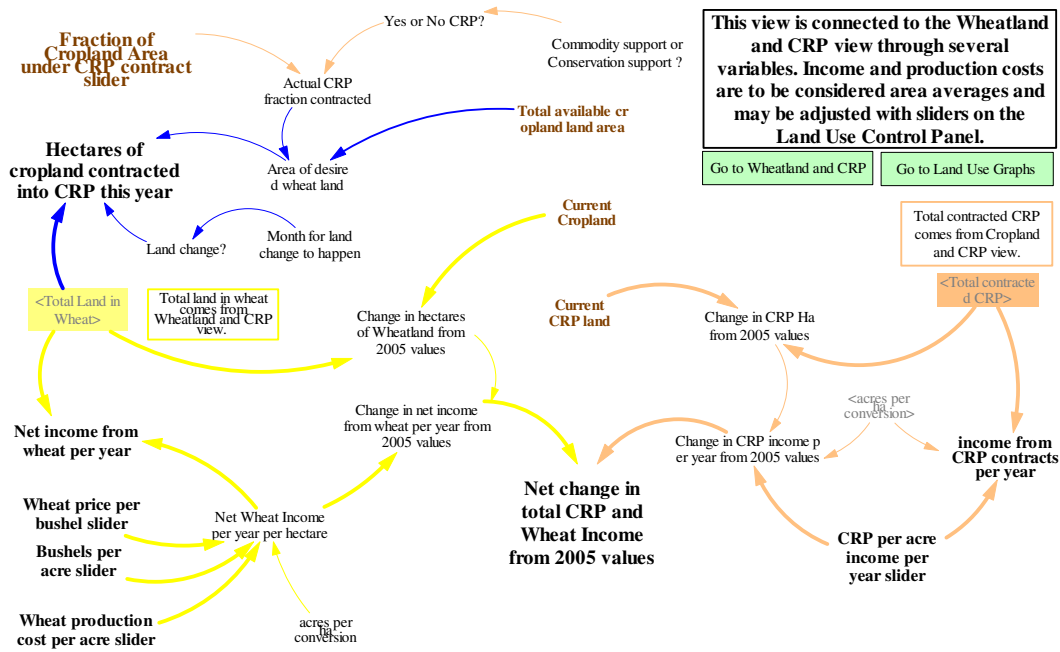 Fraction of
Cropland Area
under CRP contract
slider
Yes or No CRP?
Commodity support or
Conservation support ?
Actual CRP
fraction contracted
Total available cr
opland land area
This view is connected to the Wheatland
and CRP view through several
variables. Income and production costs
are to be considered area averages and
may be adjusted with sliders on the
Land Use Control Panel.
Go to Wheatland and CRP
Go to Land Use Graphs
Hectares of
cropland contracted
into CRP this year
Area of desire
d wheat land
Land change?
Month for land
change to happen
Current
Cropland
Total contracted CRP
comes from Cropland
and CRP view.
<Total Land in
Wheat>
Total land in wheat
comes from
Wheatland and CRP
view.
Change in hectares
of Wheatland from
2005 values
Current
CRP land
Change in CRP Ha
from 2005 values
<Total contracte
d CRP>
Net income from
wheat per year
Change in net income
from wheat per year from
2005 values
Change in CRP income p
er year from 2005 values
<acres per
ha
conversion>
income from
CRP contracts
per year
Wheat price per
bushel slider
Bushels per
acre slider
Wheat production
cost per acre slider
Net Wheat Income
per year per hectare
acres per
ha
conversion
Net change in
total CRP and
Wheat Income
from 2005 values
CRP per acre
income per
year slider